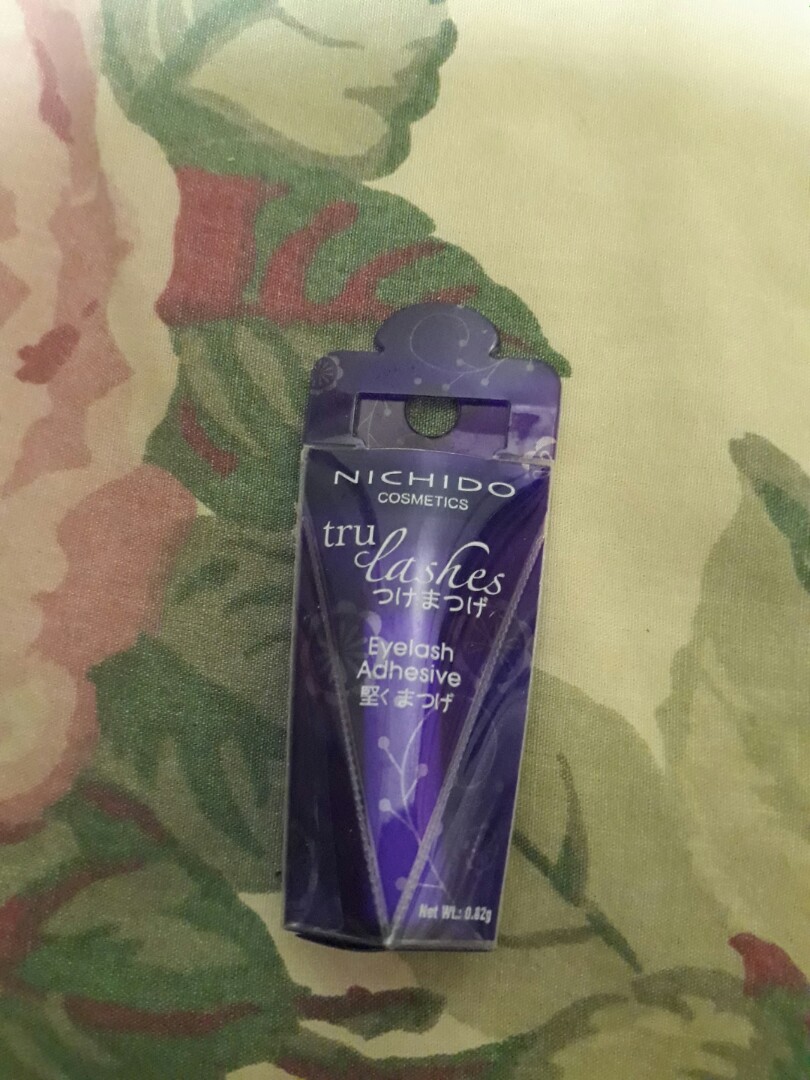 NICHIDO
COSMETICS
tru
lashes
つけまつげ
Eyelash
Adhesive
堅くまつげ
Net Wt.: 0.82g